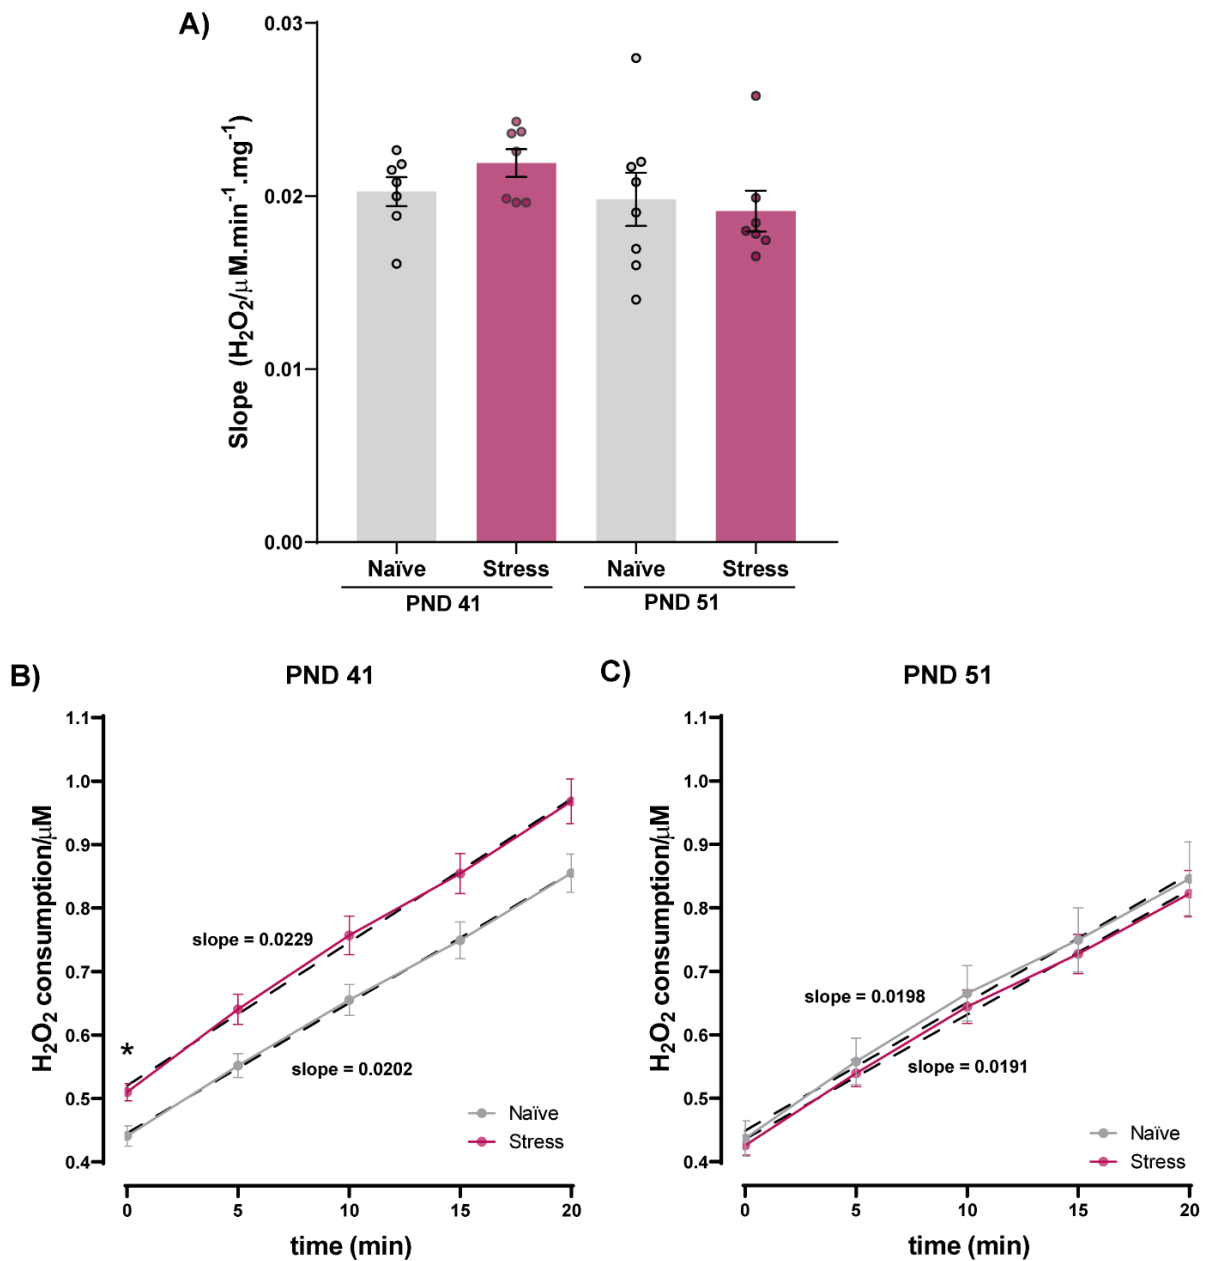 A)
0.03
0.02
0.01
0.00
Slope (H₂O₂/μM.min⁻¹.mg⁻¹)
Naïve Stress Naïve Stress
PND 41 PND 51
B) PND 41
1.1
1.0
0.9
0.8
0.7
0.6
0.5
0.4
H₂O₂ consumption/μM
slope = 0.0229
*
slope = 0.0202
Naïve
Stress
0 5 10 15 20
time (min)
C) PND 51
1.1
1.0
0.9
0.8
0.7
0.6
0.5
0.4
H₂O₂ consumption/μM
slope = 0.0198
slope = 0.0191
Naïve
Stress
0 5 10 15 20
time (min)